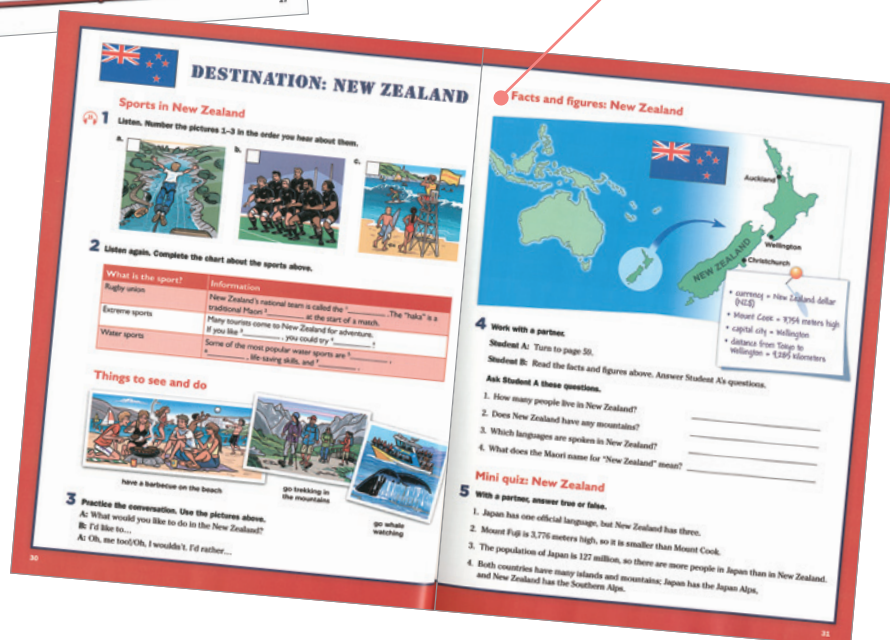 DESTINATION: NEW ZEALAND
Sports in New Zealand
1 Listen. Number the pictures 1–3 in the order you hear about them.
a.
b.
c.
2 Listen again. Complete the chart about the sports above.
What is the sport? Information
Rugby union New Zealand's national team is called the ¹__________. The "haka" is a
traditional Maori ²__________ at the start of a match.
Extreme sports Many tourists come to New Zealand for adventure.
If you like ³__________, you could try ⁴__________!
Water sports Some of the most popular water sports are ⁵__________,
⁶__________, life-saving skills, and ⁷__________.
Things to see and do
have a barbecue on the beach
go trekking in
the mountains
go whale
watching
3 Practice the conversation. Use the pictures above.
A: What would you like to do in the New Zealand?
B: I'd like to…
A: Oh, me too!/Oh, I wouldn't. I'd rather…
30
Facts and figures: New Zealand
Auckland
Wellington
Christchurch
NEW ZEALAND
• currency = New Zealand dollar
(NZ$)
• Mount Cook = 3,754 meters high
• capital city = Wellington
• distance from Tokyo to
Wellington = 9,265 kilometers
4 Work with a partner.
Student A: Turn to page 59.
Student B: Read the facts and figures above. Answer Student A's questions.
Ask Student A these questions.
1. How many people live in New Zealand?
2. Does New Zealand have any mountains?
3. Which languages are spoken in New Zealand?
4. What does the Maori name for "New Zealand" mean?
Mini quiz: New Zealand
5 With a partner, answer true or false.
1. Japan has one official language, but New Zealand has three.
2. Mount Fuji is 3,776 meters high, so it is smaller than Mount Cook.
3. The population of Japan is 127 million, so there are more people in Japan than in New Zealand.
4. Both countries have many islands and mountains; Japan has the Japan Alps,
and New Zealand has the Southern Alps.
31